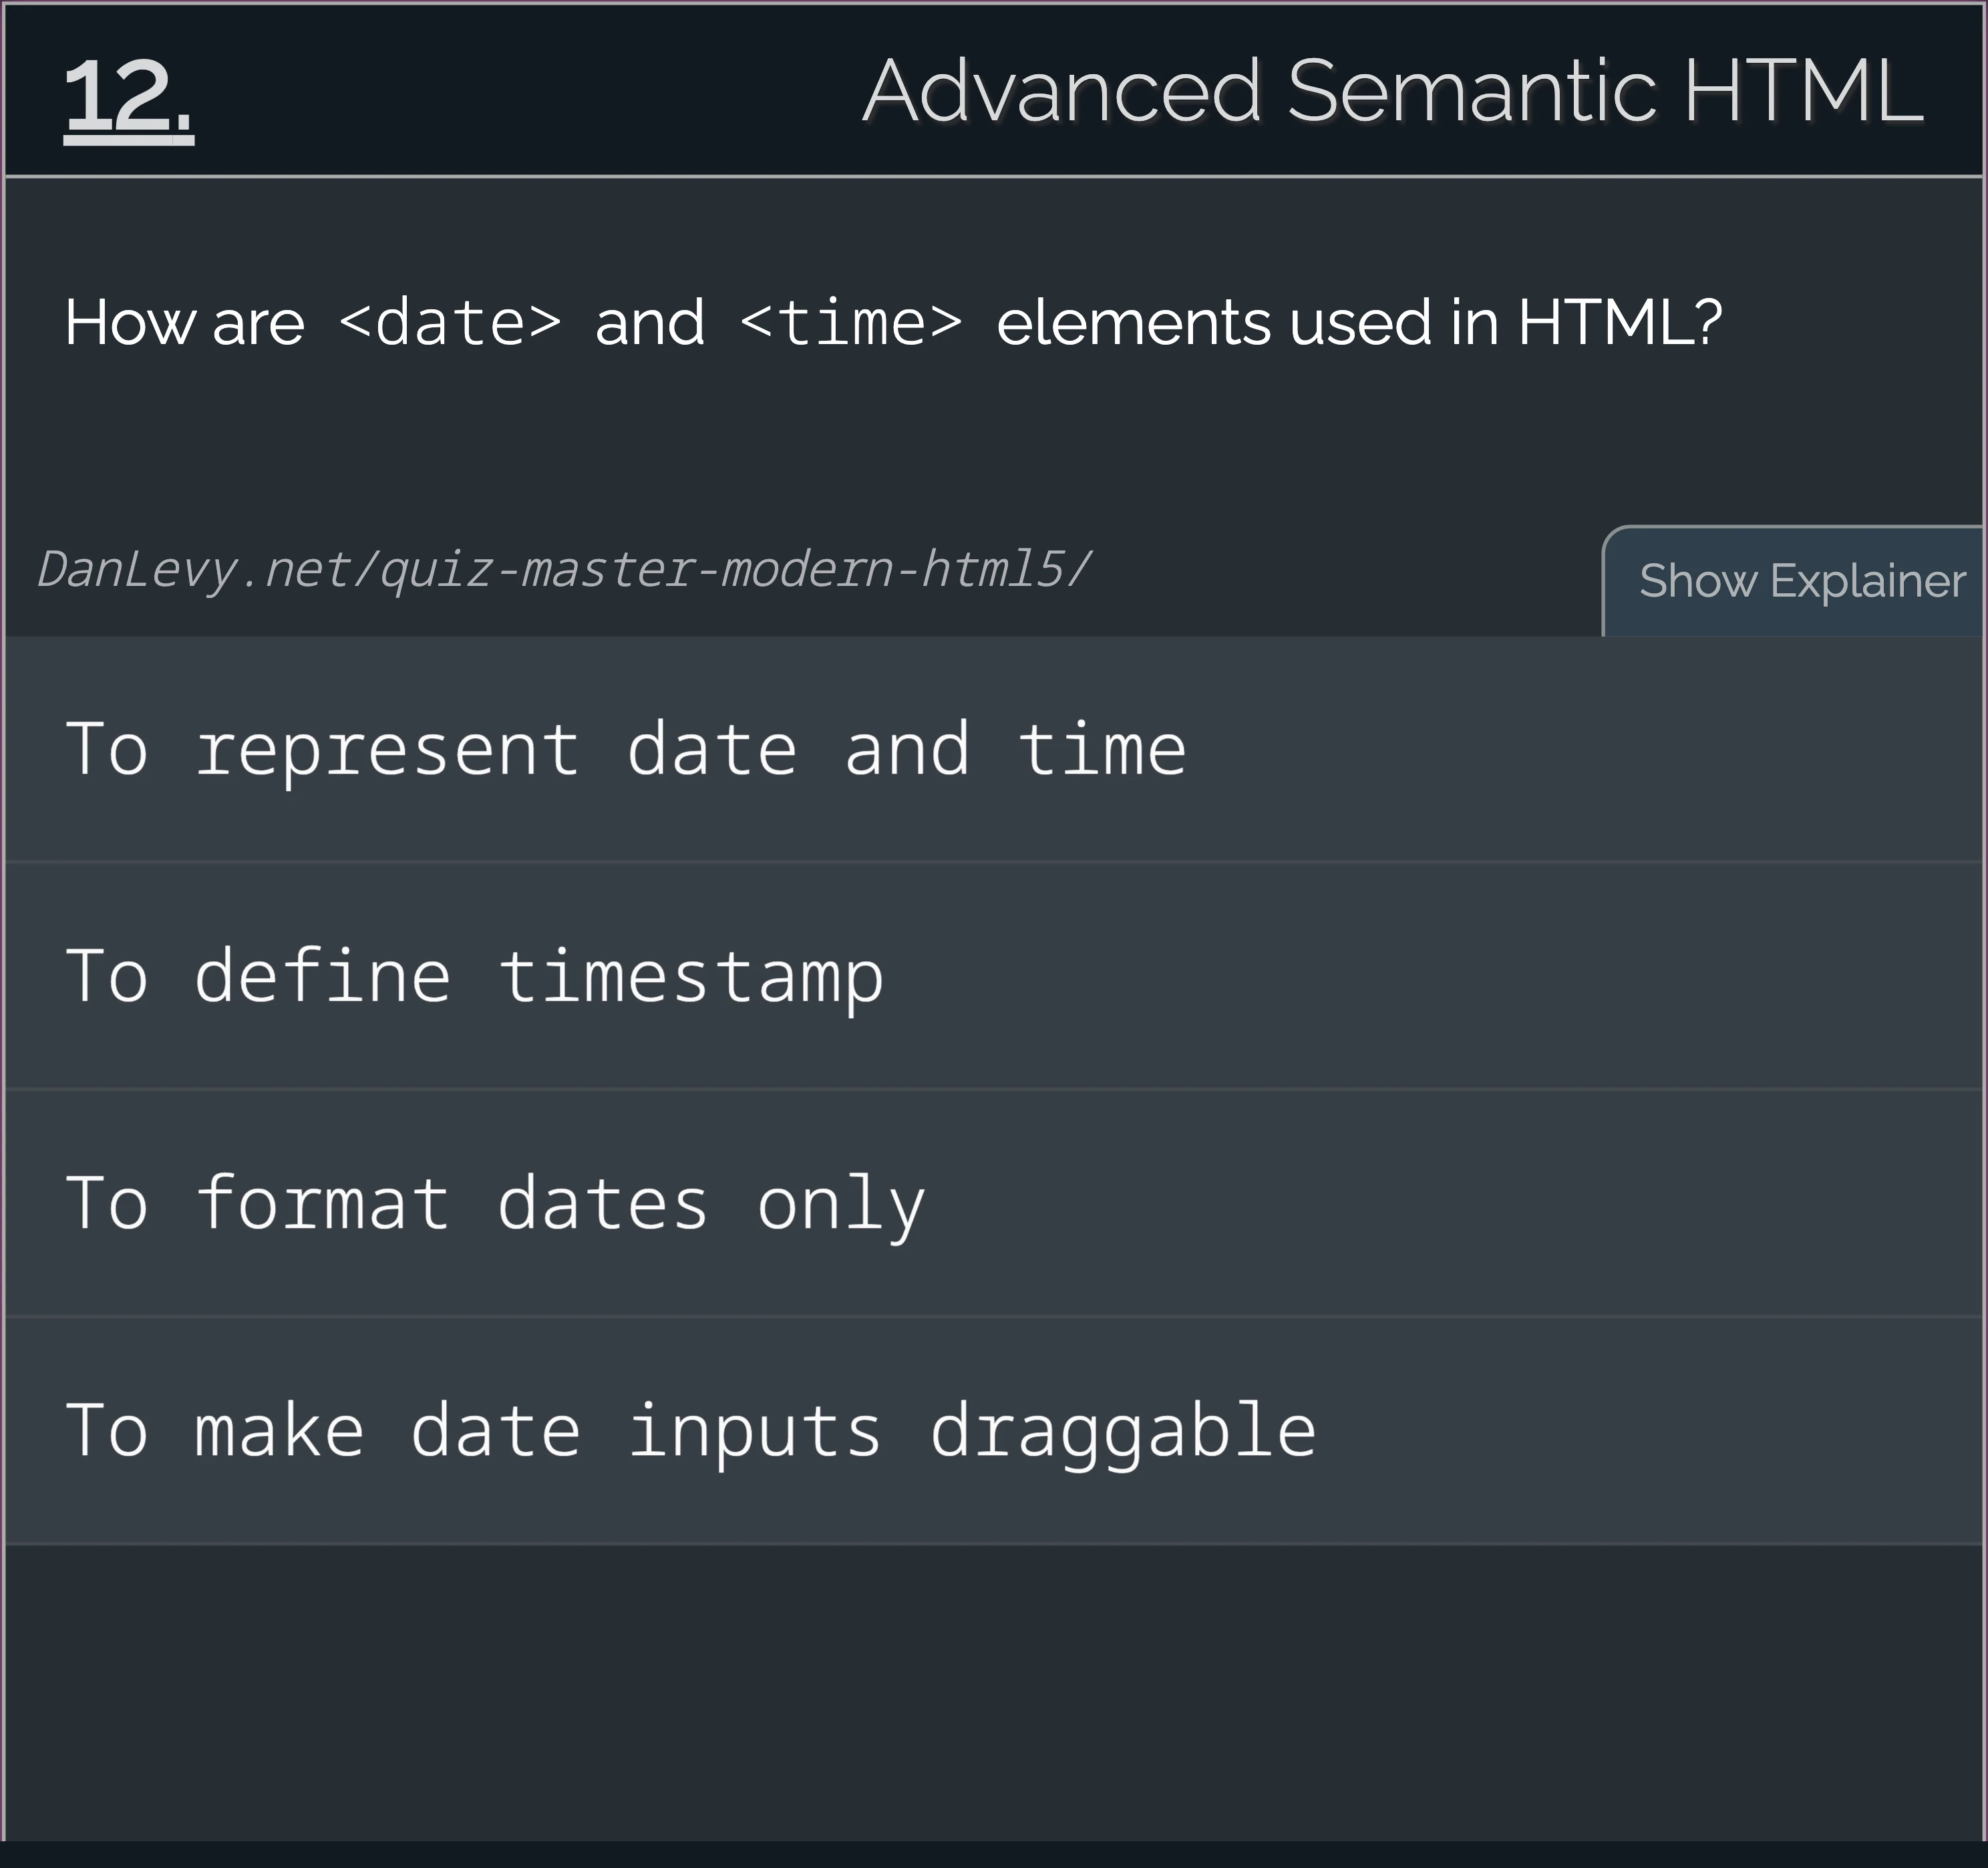 12.
Advanced Semantic HTML
How are <date> and <time> elements used in HTML?
DanLevy.net/quiz-master-modern-html5/
Show Explainer
To represent date and time
To define timestamp
To format dates only
To make date inputs draggable